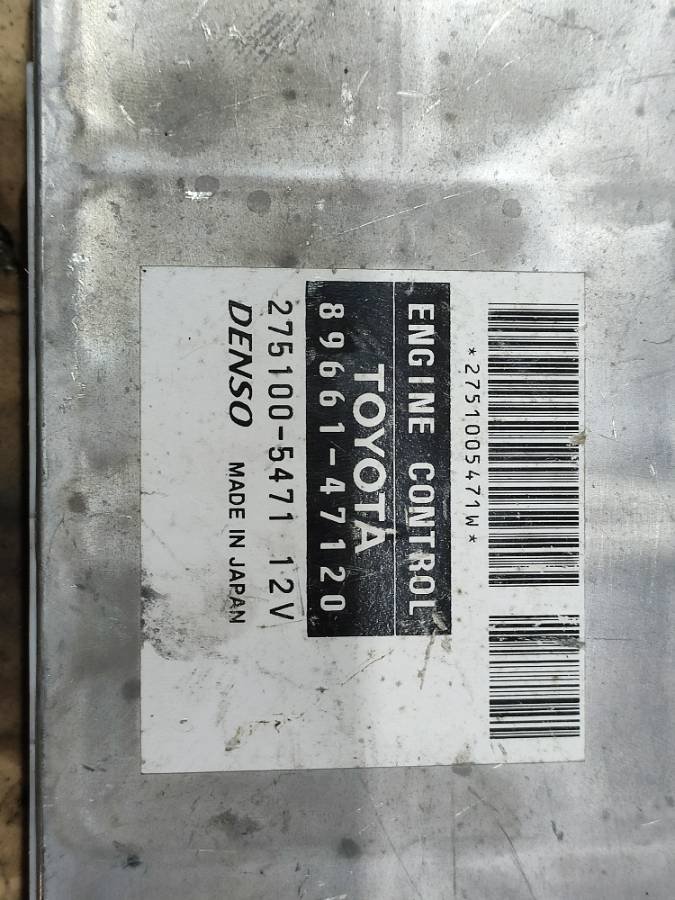 *2751005471W*
ENGINE CONTROL
TOYOTA
89661-47120
275100-5471 12V
DENSO MADE IN JAPAN